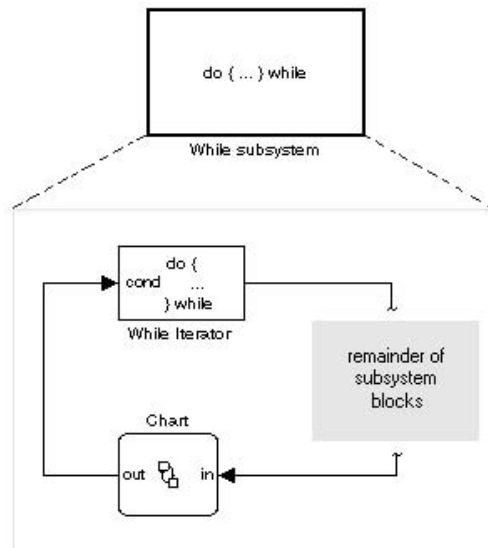 do { ... } while
While subsystem
do {
cond ...
} while
While Iterator
remainder of
subsystem
blocks
Chart
out in